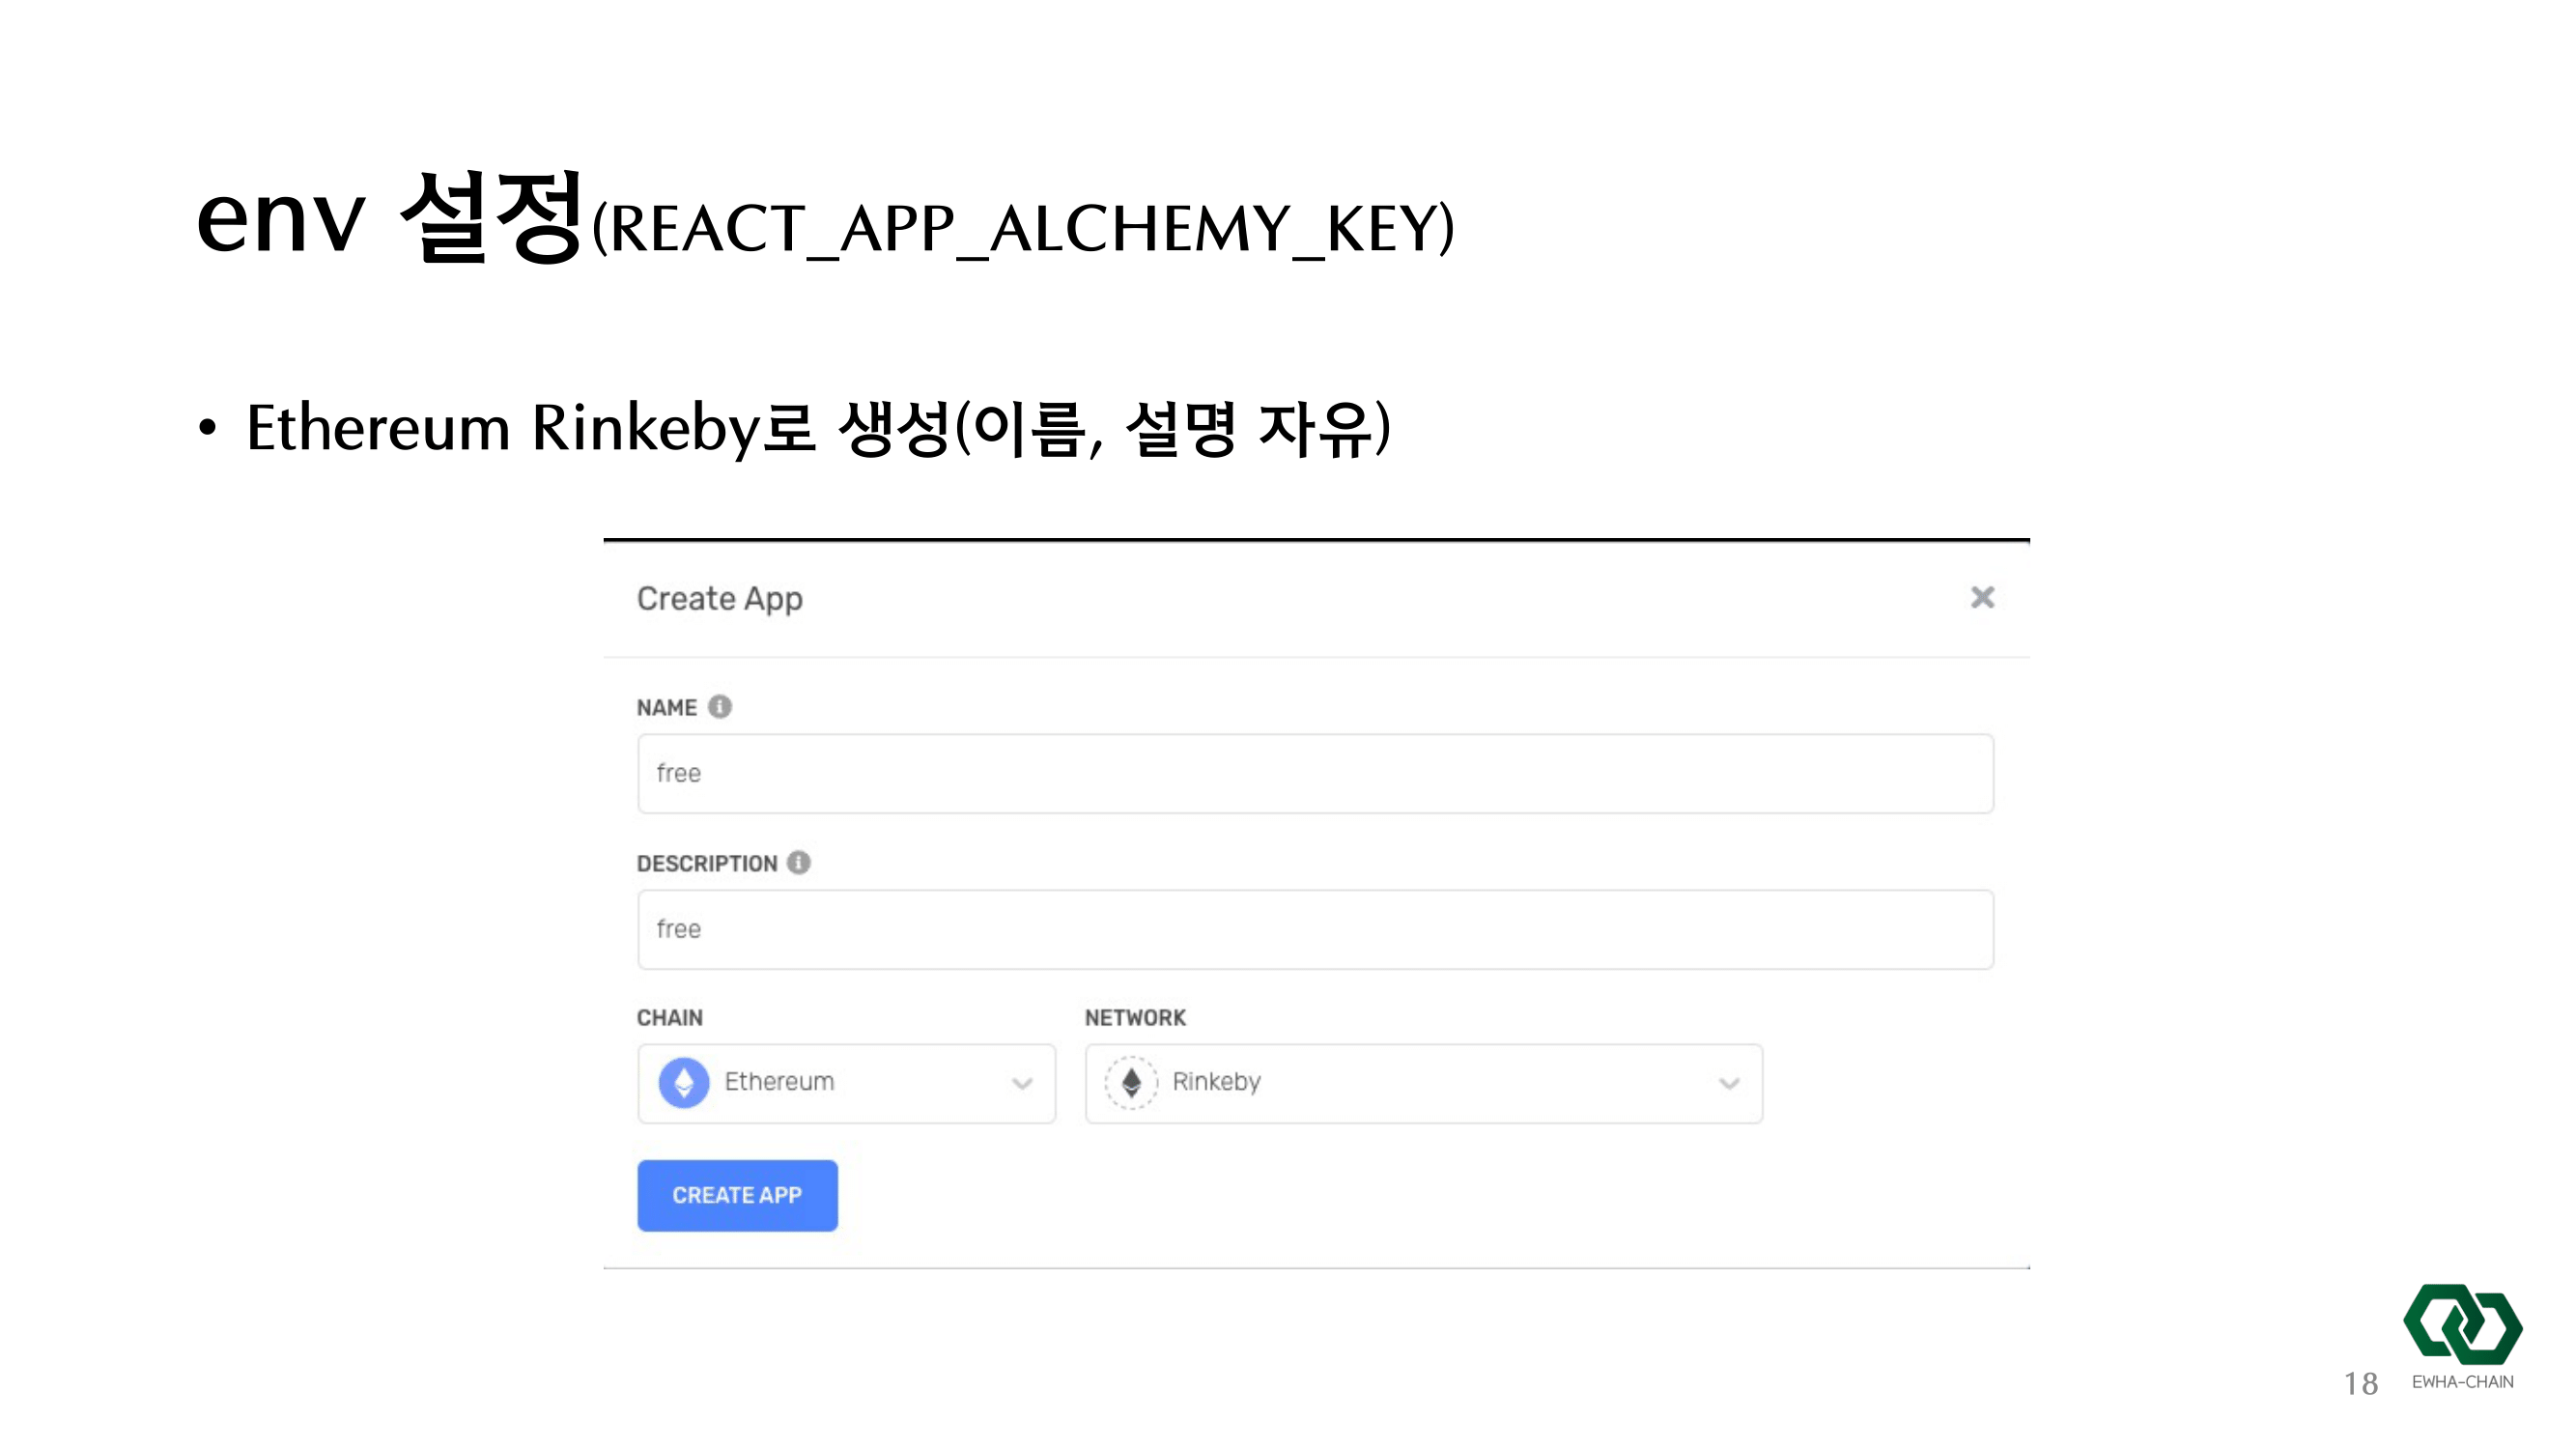 env 설정(REACT_APP_ALCHEMY_KEY)
• Ethereum Rinkeby로 생성(이름, 설명 자유)
Create App
NAME
free
DESCRIPTION
free
CHAIN NETWORK
Ethereum Rinkeby
CREATE APP
18 EWHA-CHAIN